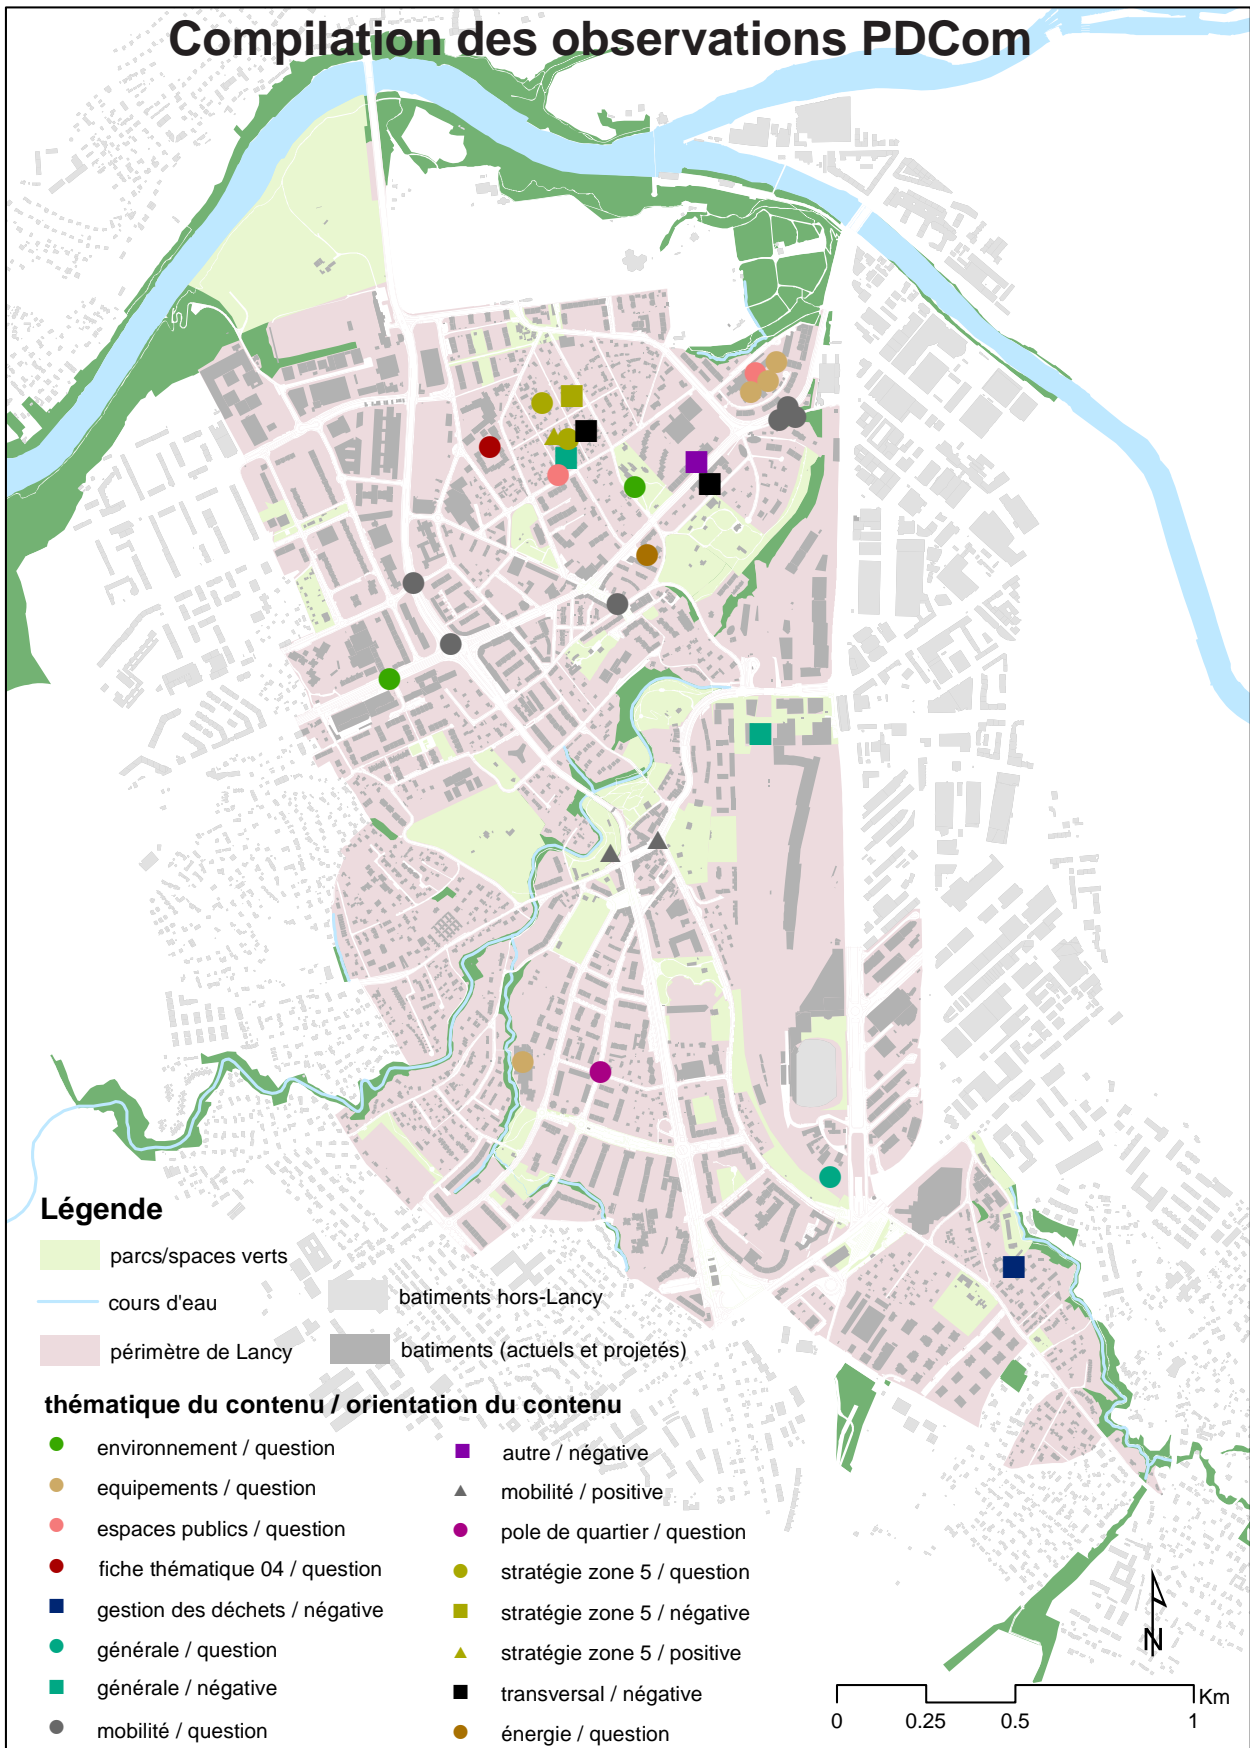 Compilation des observations PDCom
Légende
parcs/spaces verts
cours d'eau
batiments hors-Lancy
périmètre de Lancy
batiments (actuels et projetés)
thématique du contenu / orientation du contenu
environnement / question
equipements / question
espaces publics / question
fiche thématique 04 / question
gestion des déchets / négative
générale / question
générale / négative
mobilité / question
autre / négative
mobilité / positive
pole de quartier / question
stratégie zone 5 / question
stratégie zone 5 / négative
stratégie zone 5 / positive
transversal / négative
énergie / question
N
Km
0 0.25 0.5 1